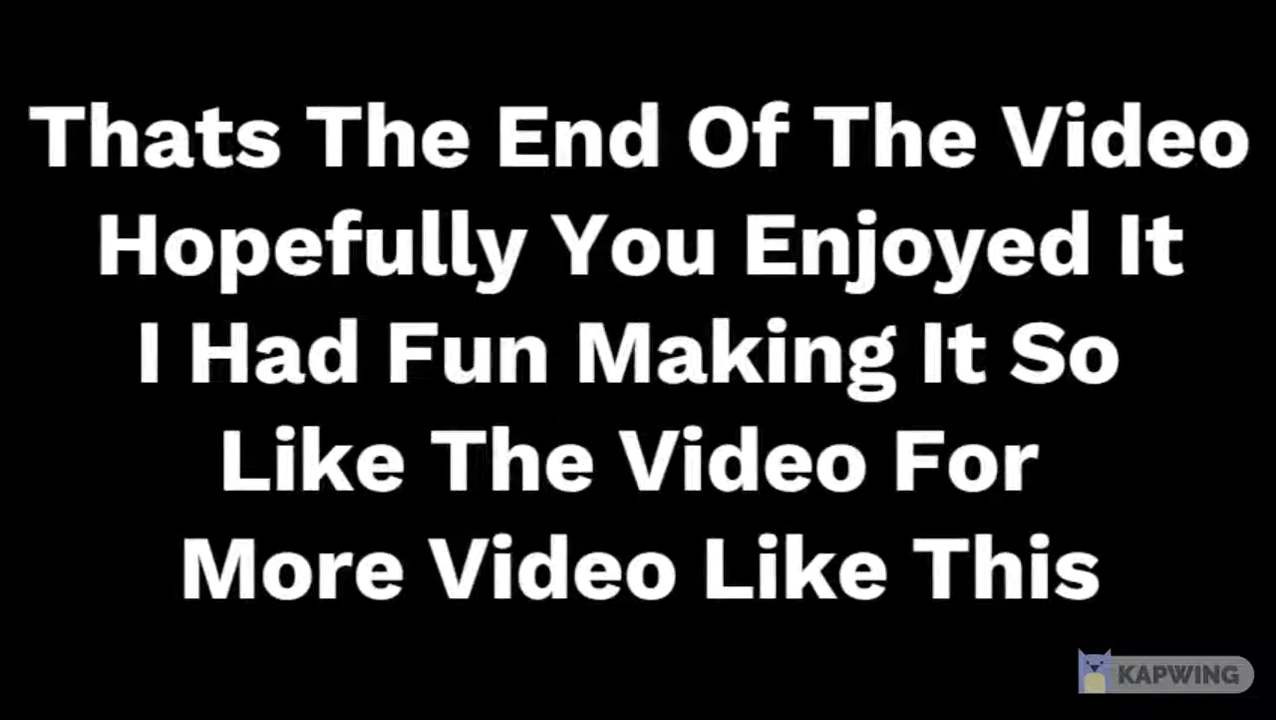 Thats The End Of The Video
Hopefully You Enjoyed It
I Had Fun Making It So
Like The Video For
More Video Like This
KAPWING